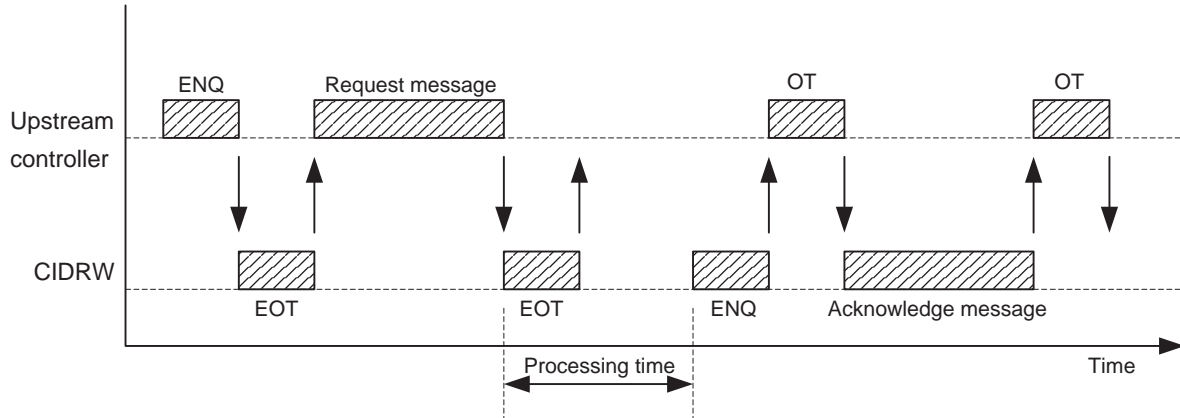 ENQ
Request message
OT
OT
Upstream
controller
CIDRW
EOT
EOT
ENQ
Acknowledge message
Processing time
Time